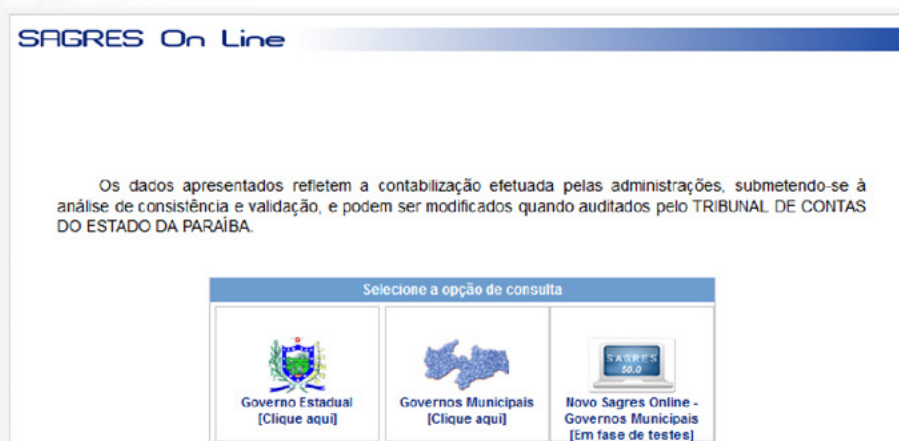 SAGRES On Line
Os dados apresentados refletem a contabilização efetuada pelas administrações, submetendo-se à
análise de consistência e validação, e podem ser modificados quando auditados pelo TRIBUNAL DE CONTAS
DO ESTADO DA PARAÍBA.
Selecione a opção de consulta
Governo Estadual
[Clique aqui]
Governos Municipais
[Clique aqui]
SAGRES
50.0
Novo Sagres Online -
Governos Municipais
[Em fase de testes]